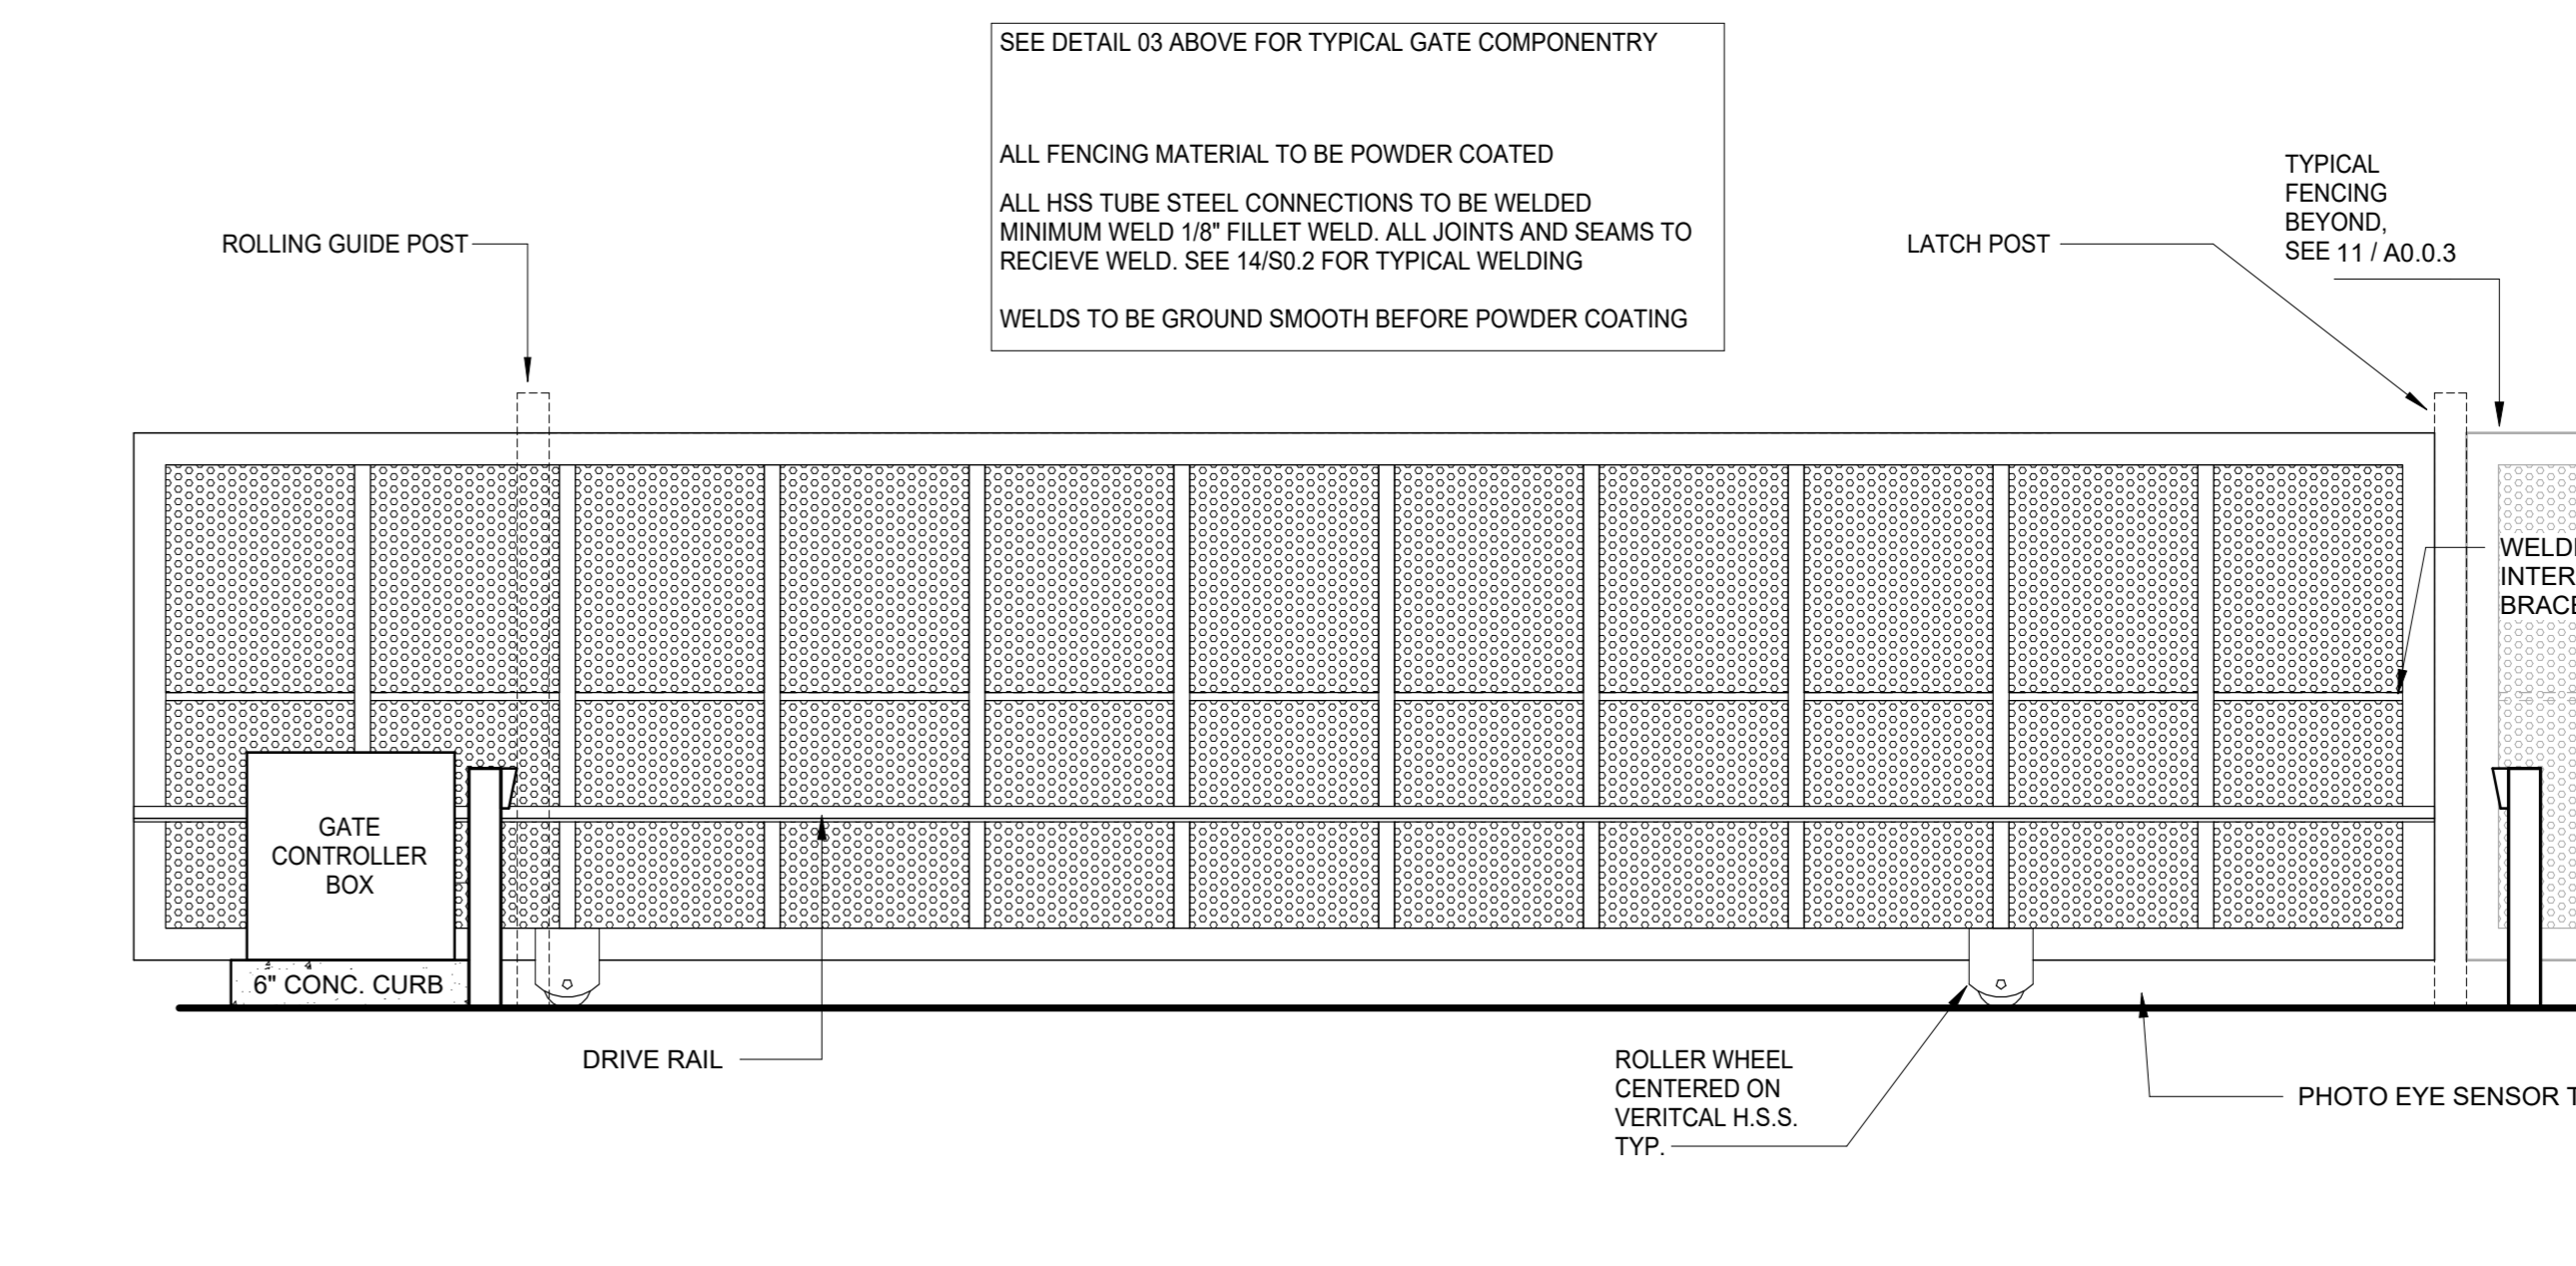 SEE DETAIL 03 ABOVE FOR TYPICAL GATE COMPONENTRY
ALL FENCING MATERIAL TO BE POWDER COATED
ALL HSS TUBE STEEL CONNECTIONS TO BE WELDED
MINIMUM WELD 1/8" FILLET WELD. ALL JOINTS AND SEAMS TO
RECIEVE WELD. SEE 14/S0.2 FOR TYPICAL WELDING
WELDS TO BE GROUND SMOOTH BEFORE POWDER COATING
ROLLING GUIDE POST
LATCH POST
TYPICAL
FENCING
BEYOND,
SEE 11 / A0.0.3
GATE
CONTROLLER
BOX
6" CONC. CURB
DRIVE RAIL
ROLLER WHEEL
CENTERED ON
VERITCAL H.S.S.
TYP.
PHOTO EYE SENSOR